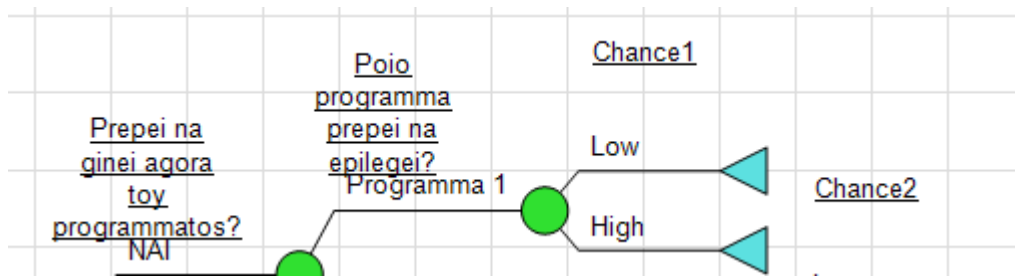 Prepei na
ginei agora
toy
programmatos?
NAI
Poio
programma
prepei na
epilegei?
Programma 1
Chance1
Low
High
Chance2